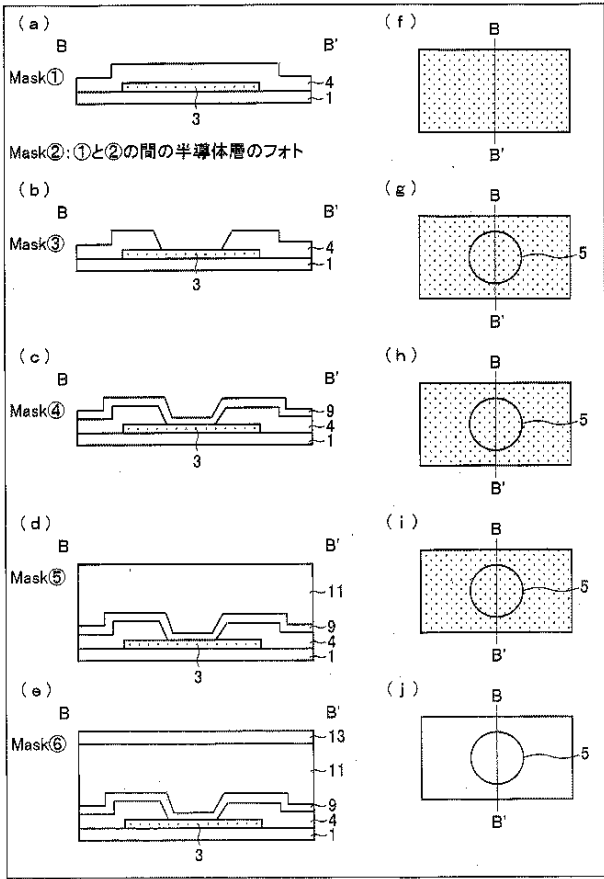 (a)
B B'
Mask①
4
1
3
(f)
B
B'
Mask②:①と②の間の半導体層のフォト
(b)
B B'
Mask③
4
1
3
(g)
B
5
B'
(c)
B B'
Mask④
9
4
1
3
(h)
B
5
B'
(d)
B B'
Mask⑤
11
9
4
1
3
(i)
B
5
B'
(e)
B B'
Mask⑥
13
11
9
4
1
3
(j)
B
5
B'